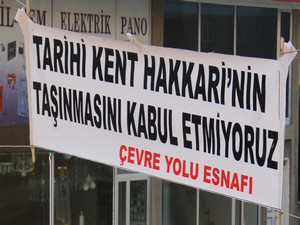 ELEKTRİK PANO
TARİHİ KENT HAKKARİ'NİN
TAŞINMASINI KABUL ETMİYORUZ
ÇEVRE YOLU ESNAFI